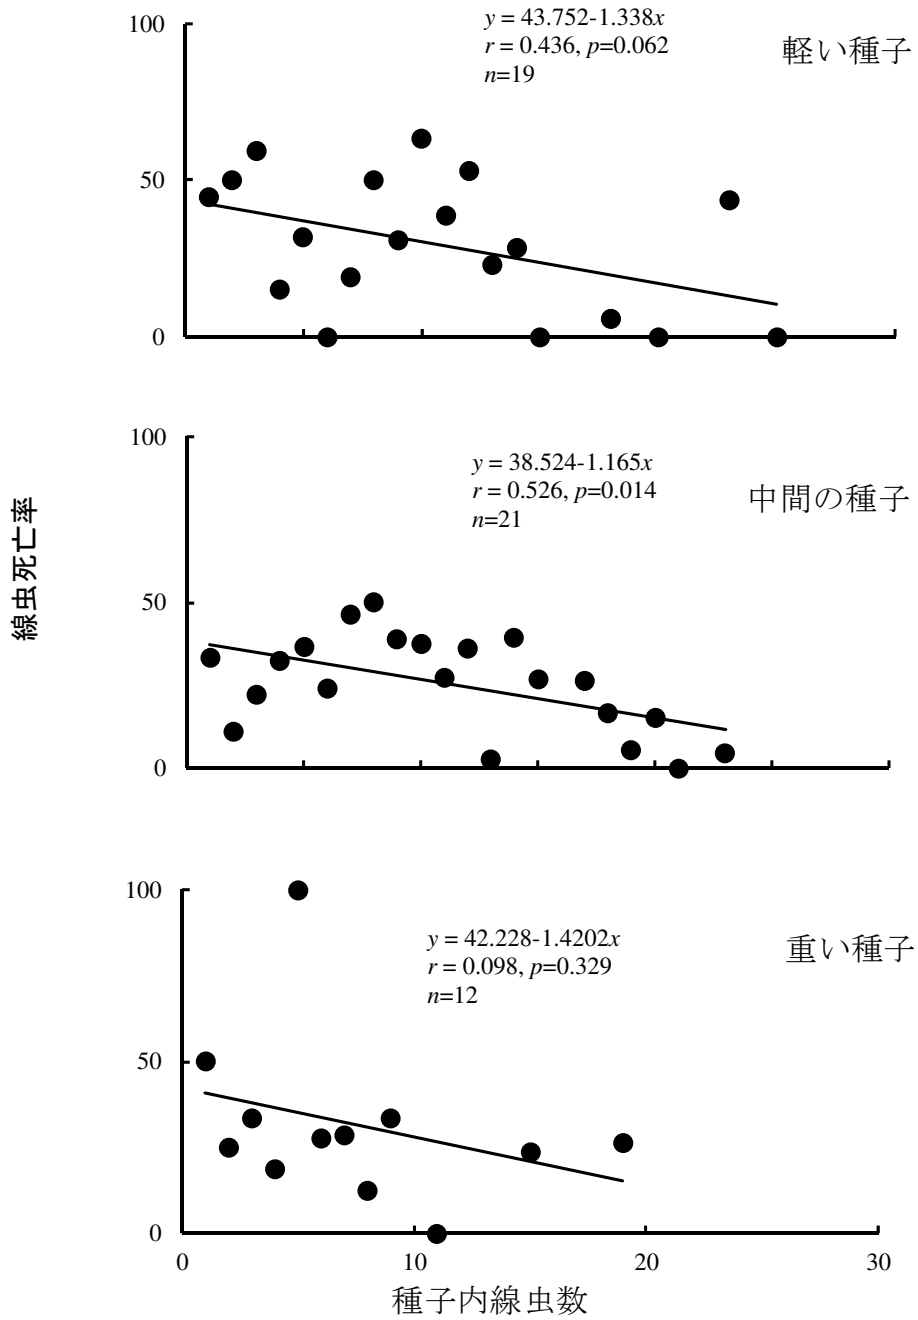 y = 43.752-1.338x
r = 0.436, p=0.062
n=19
軽い種子
100
50
0
y = 38.524-1.165x
r = 0.526, p=0.014
n=21
中間の種子
100
50
0
線虫死亡率
y = 42.228-1.4202x
r = 0.098, p=0.329
n=12
重い種子
100
50
0
0 10 20 30
種子内線虫数